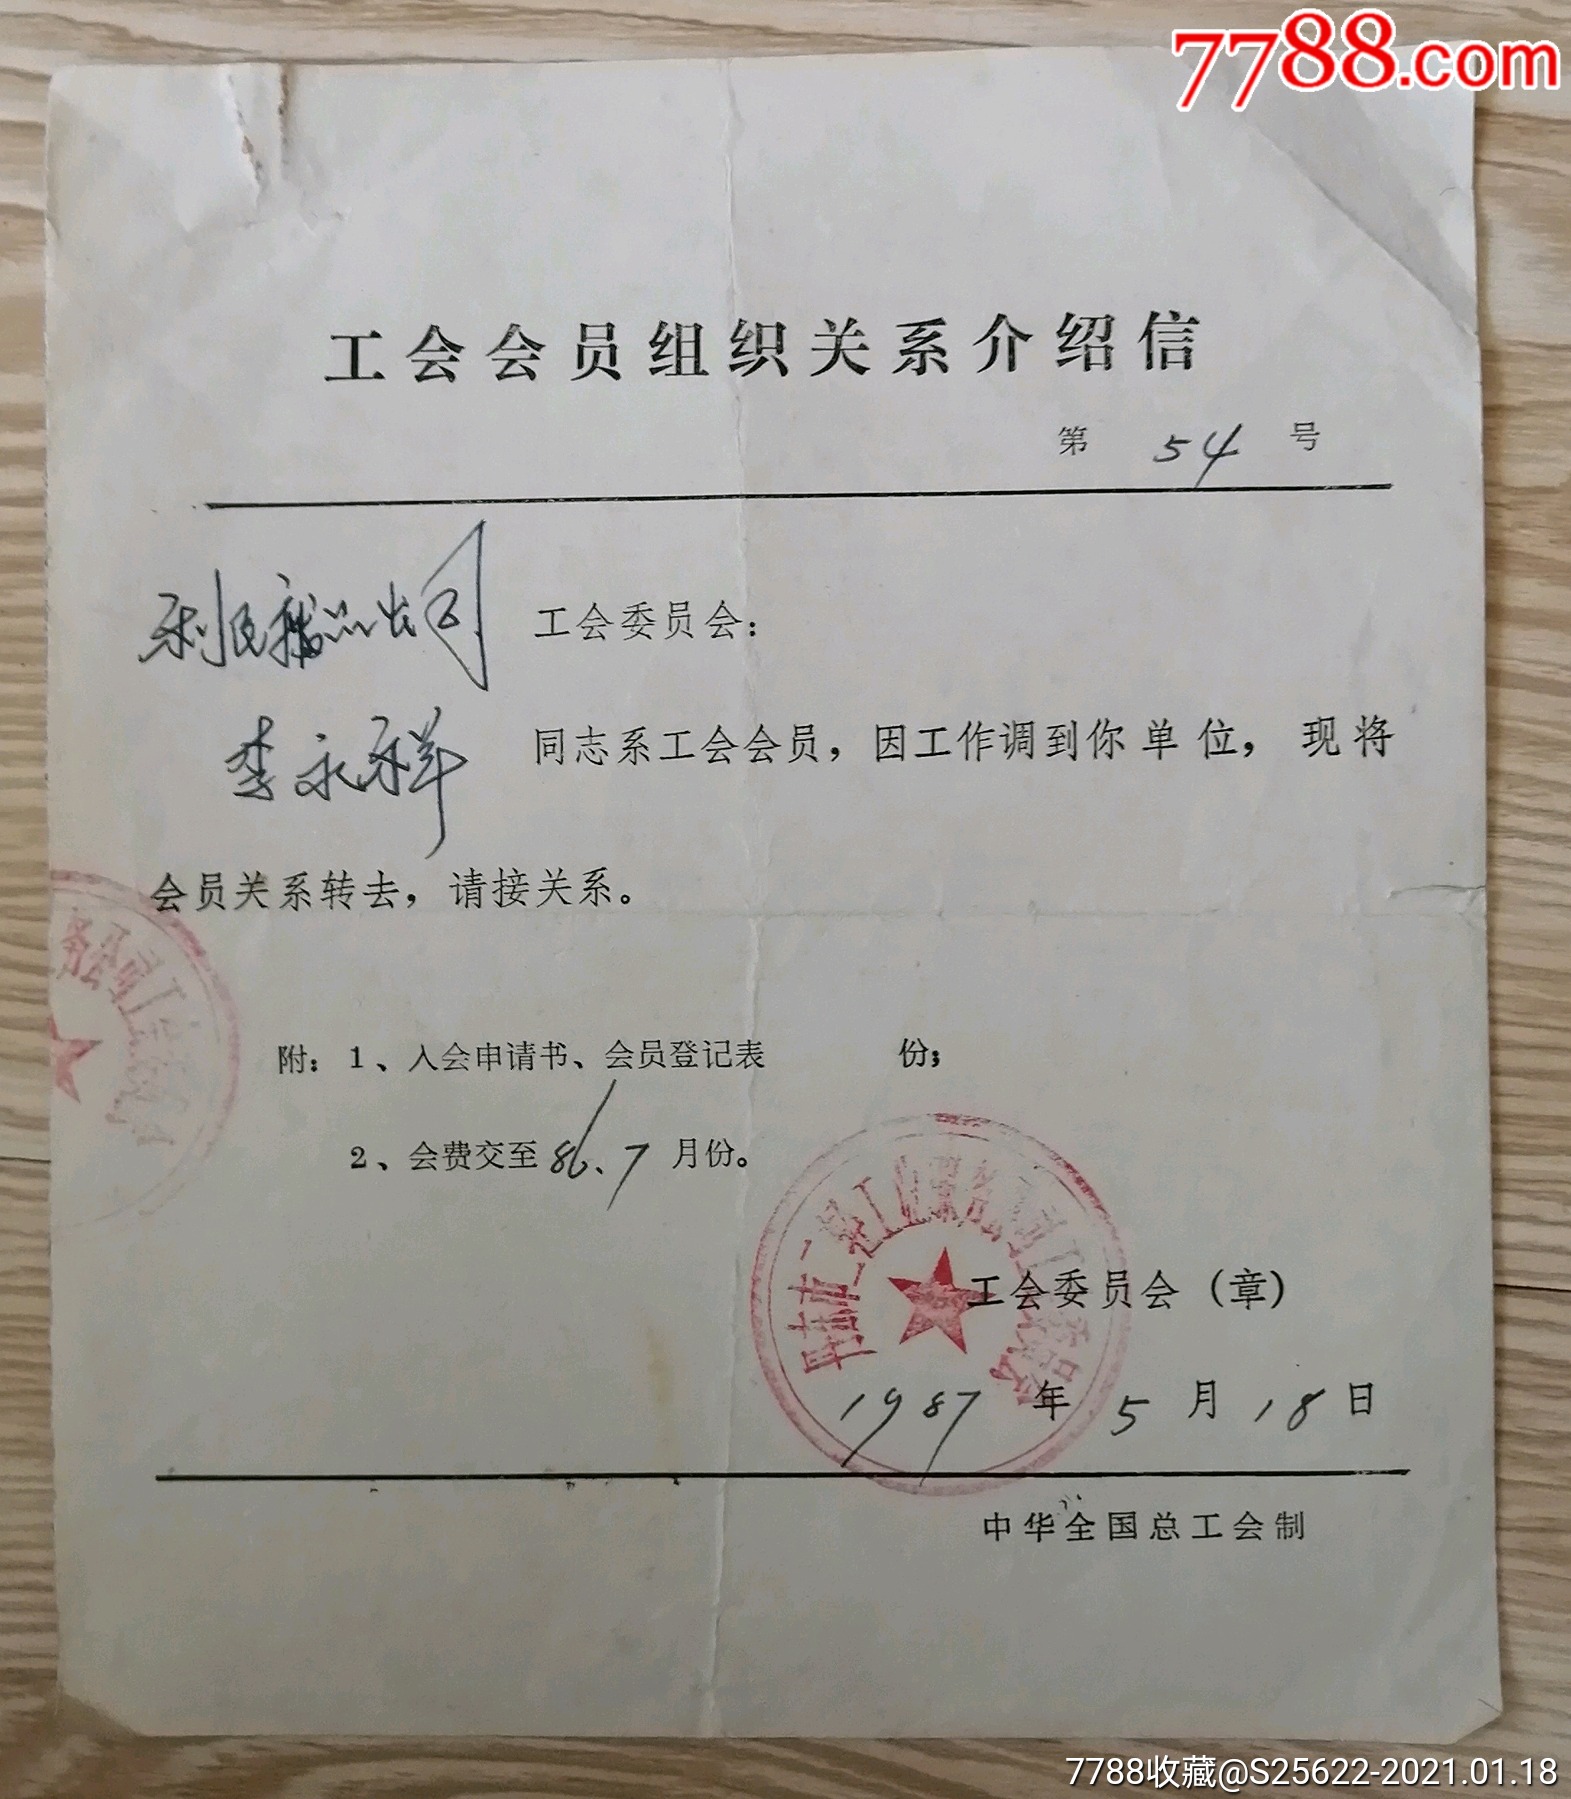 7788.com
工会会员组织关系介绍信
第 54 号
工会委员会：
李永祥 同志系工会会员，因工作调到你单位，现将
会员关系转去，请接关系。
附：1、入会申请书、会员登记表 份；
2、会费交至 86.7 月份。
工会委员会（章）
1987 年 5 月 18 日
中华全国总工会制
7788收藏@S25622-2021.01.18